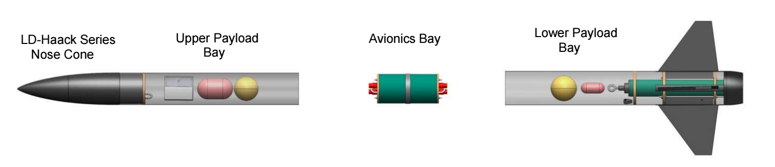 LD-Haack Series
Nose Cone
Upper Payload
Bay
Avionics Bay
Lower Payload
Bay